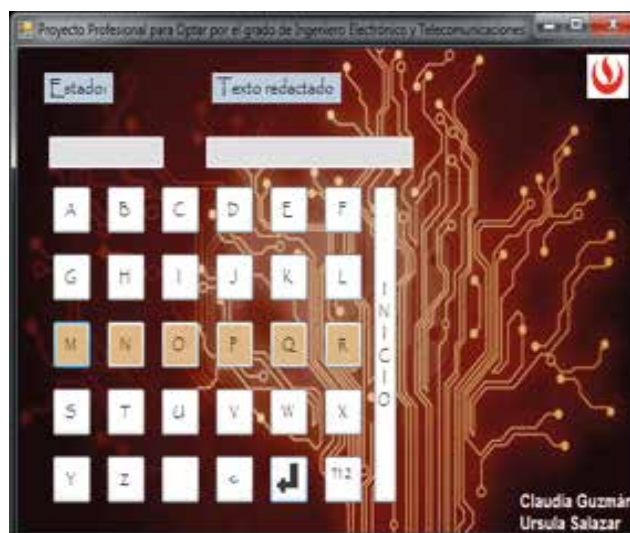 Proyecto Profesional para Optar por el grado de Ingeniero Electrónico y Telecomunicaciones
Estado: Texto redactado
A B C D E F
G H I J K L
M N O P Q R
S T U V W X
Y Z
INICIO
Claudia Guzmán
Ursula Salazar